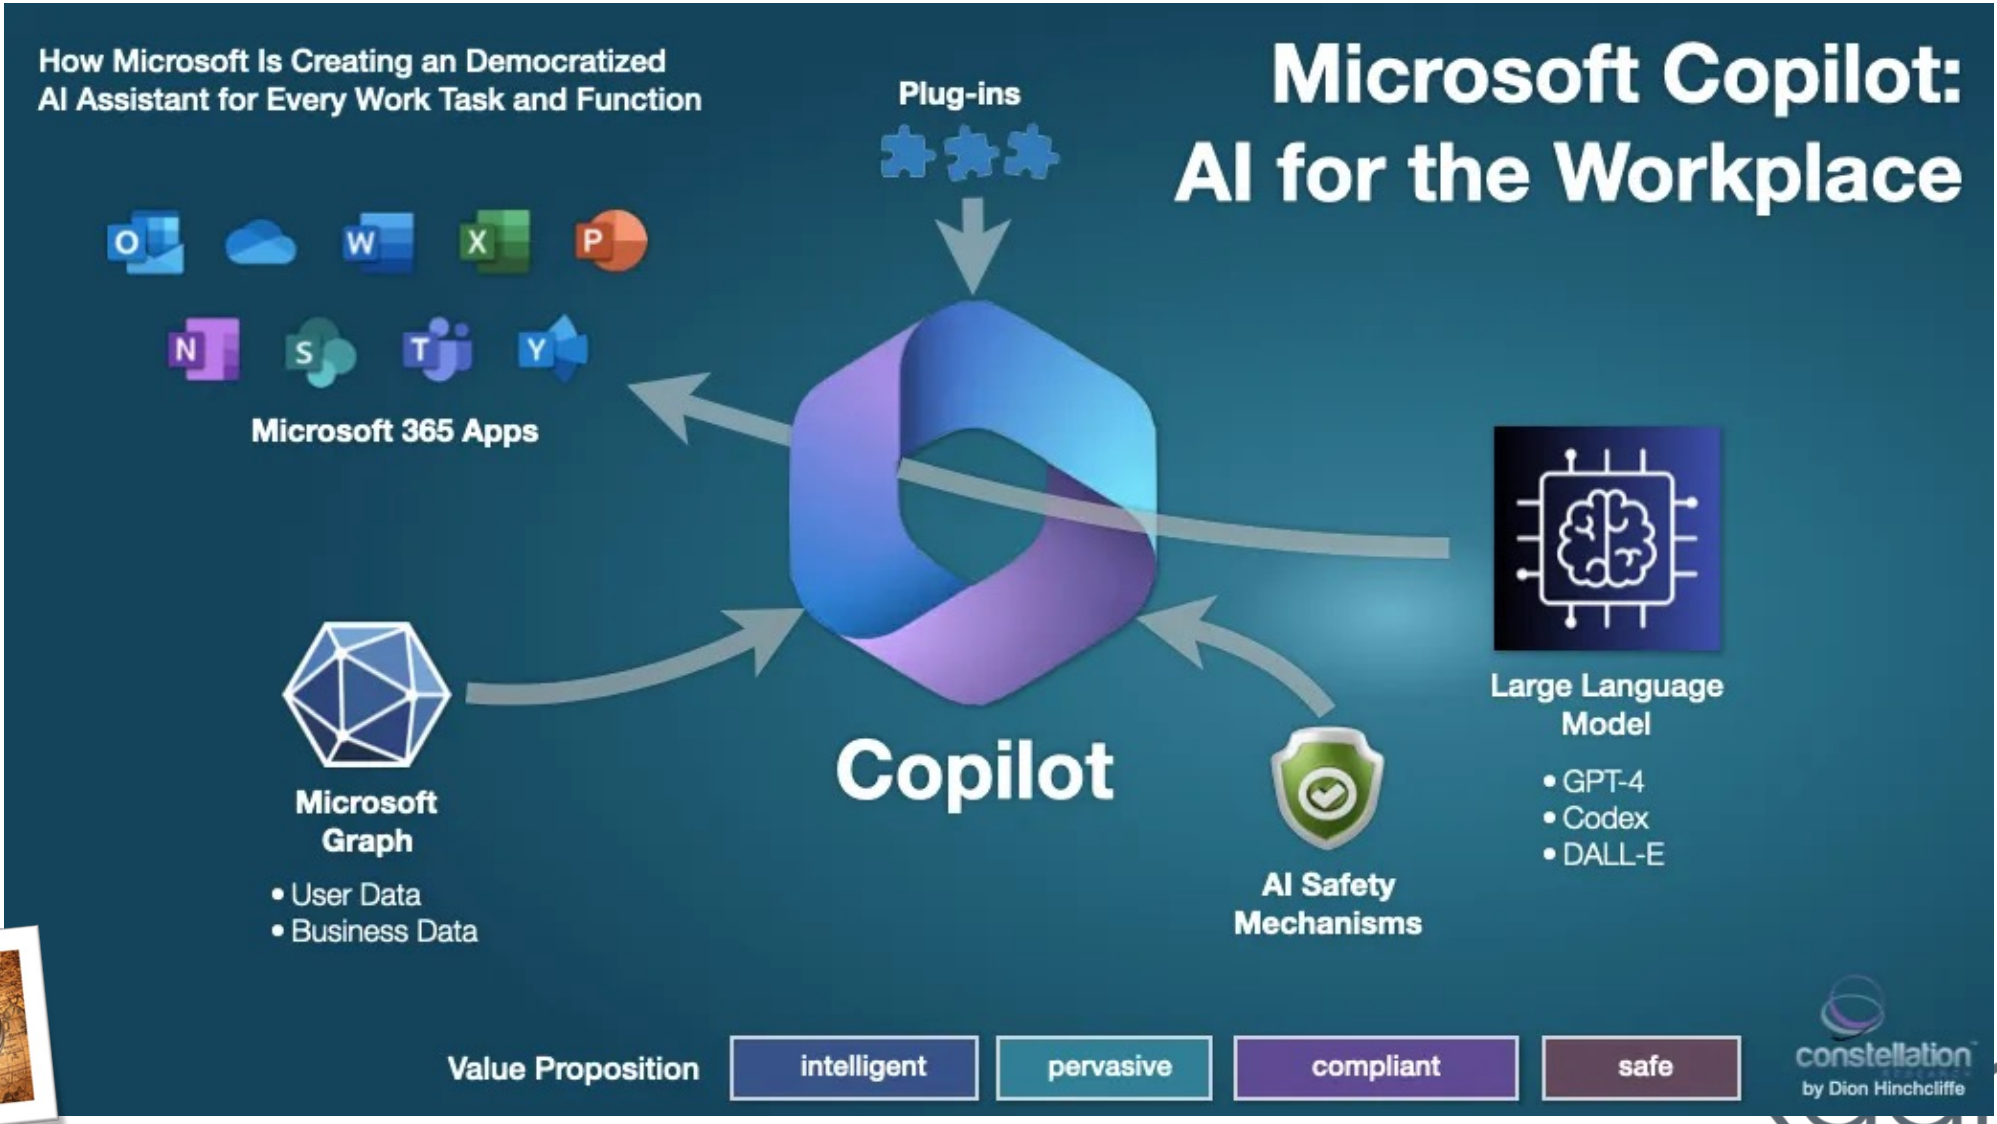 How Microsoft Is Creating an Democratized
AI Assistant for Every Work Task and Function
Microsoft Copilot:
AI for the Workplace
Plug-ins
O
W
X
P
N
S
T
Y
Microsoft 365 Apps
Copilot
Microsoft
Graph
• User Data
• Business Data
Large Language
Model
• GPT-4
• Codex
• DALL-E
AI Safety
Mechanisms
Value Proposition
intelligent
pervasive
compliant
safe
constellation™
RESEARCH
by Dion Hinchcliffe